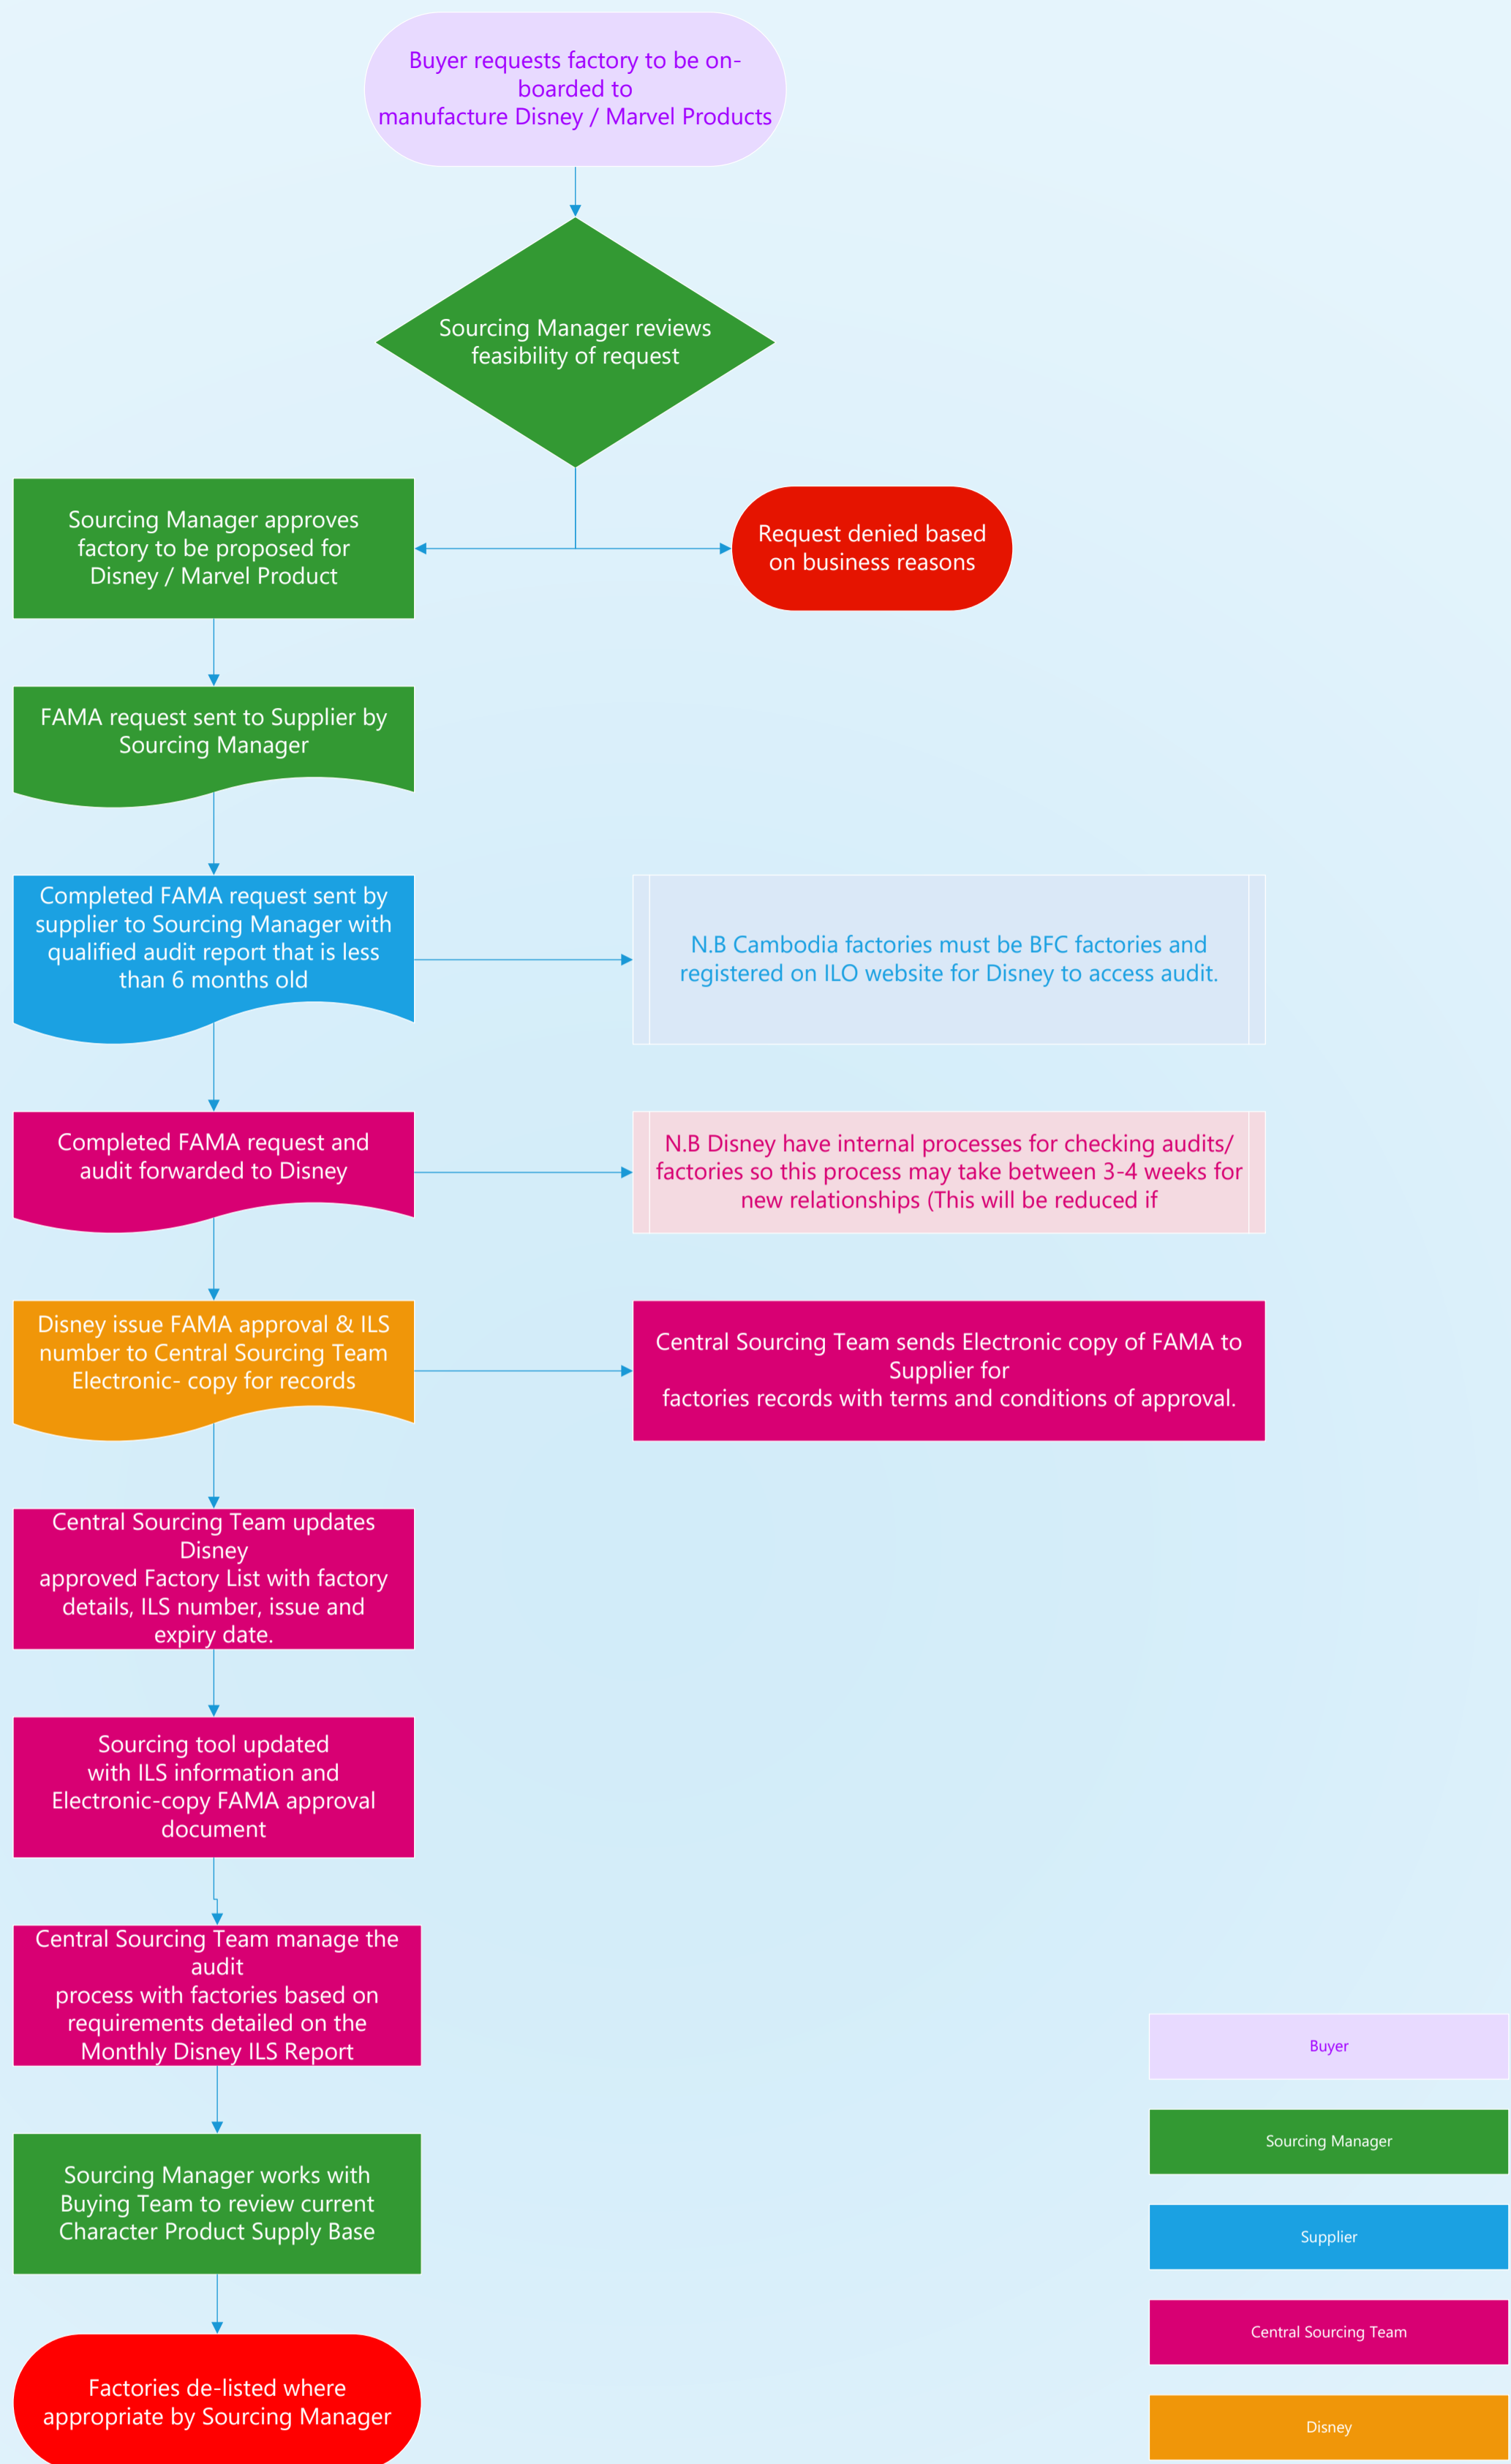 Buyer requests factory to be on-
boarded to
manufacture Disney / Marvel Products
Sourcing Manager reviews
feasibility of request
Sourcing Manager approves
factory to be proposed for
Disney / Marvel Product
Request denied based
on business reasons
FAMA request sent to Supplier by
Sourcing Manager
Completed FAMA request sent by
supplier to Sourcing Manager with
qualified audit report that is less
than 6 months old
N.B Cambodia factories must be BFC factories and
registered on ILO website for Disney to access audit.
Completed FAMA request and
audit forwarded to Disney
N.B Disney have internal processes for checking audits/
factories so this process may take between 3-4 weeks for
new relationships (This will be reduced if
Disney issue FAMA approval & ILS
number to Central Sourcing Team
Electronic- copy for records
Central Sourcing Team sends Electronic copy of FAMA to
Supplier for
factories records with terms and conditions of approval.
Central Sourcing Team updates
Disney
approved Factory List with factory
details, ILS number, issue and
expiry date.
Sourcing tool updated
with ILS information and
Electronic-copy FAMA approval
document
Central Sourcing Team manage the
audit
process with factories based on
requirements detailed on the
Monthly Disney ILS Report
Sourcing Manager works with
Buying Team to review current
Character Product Supply Base
Factories de-listed where
appropriate by Sourcing Manager
Buyer
Sourcing Manager
Supplier
Central Sourcing Team
Disney